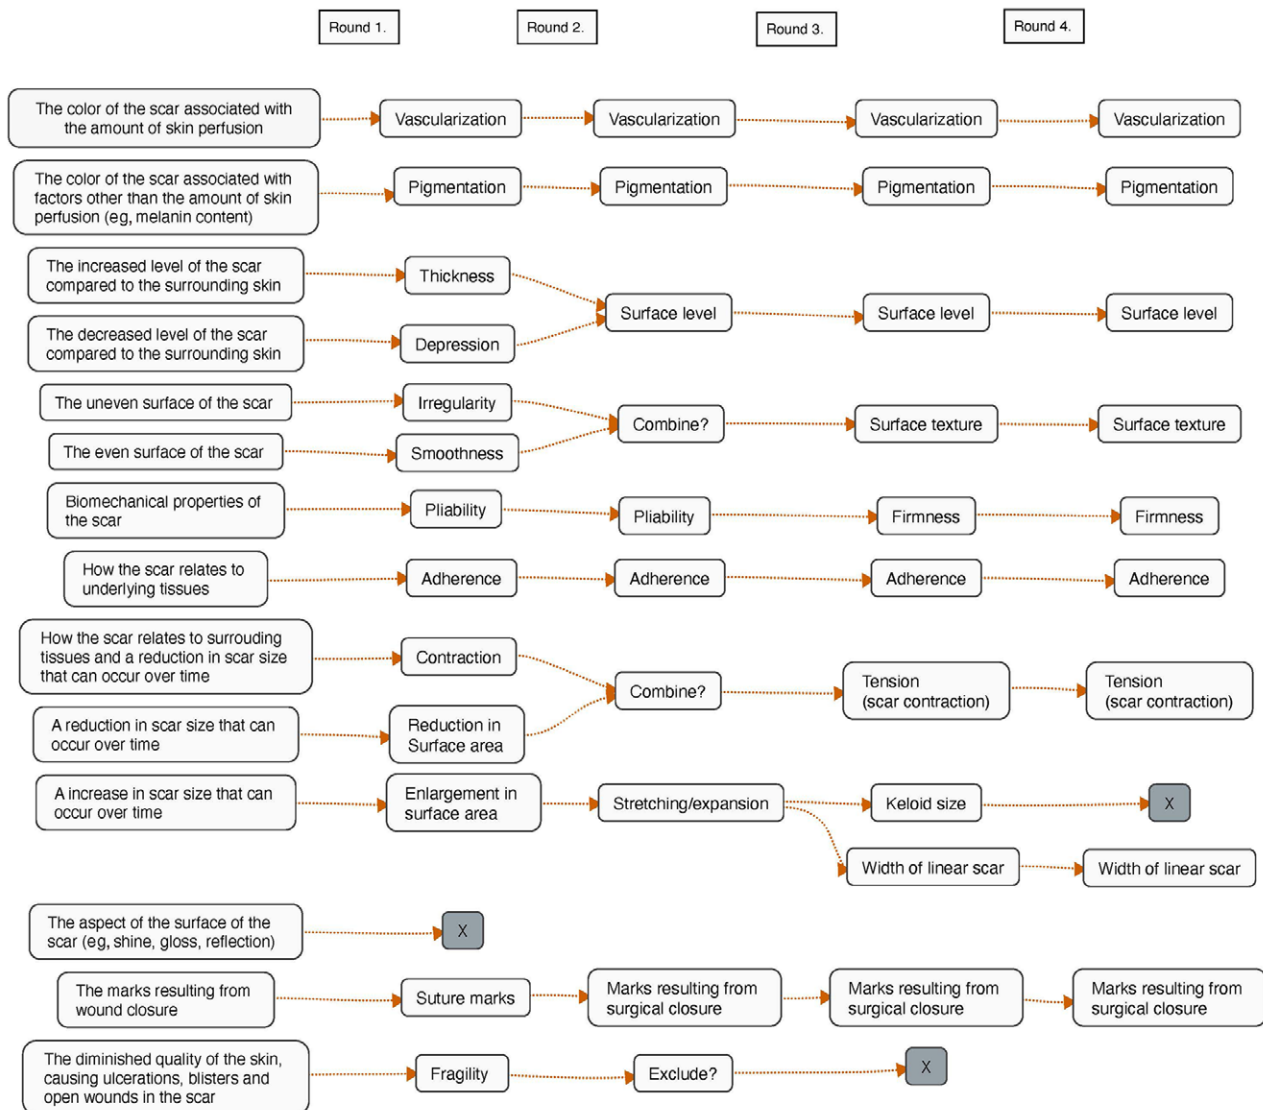 Round 1.
Round 2.
Round 3.
Round 4.
The color of the scar associated with
the amount of skin perfusion
Vascularization
Vascularization
Vascularization
Vascularization
The color of the scar associated with
factors other than the amount of skin
perfusion (eg, melanin content)
Pigmentation
Pigmentation
Pigmentation
Pigmentation
The increased level of the scar
compared to the surrounding skin
Thickness
The decreased level of the scar
compared to the surrounding skin
Depression
Surface level
Surface level
Surface level
The uneven surface of the scar
Irregularity
The even surface of the scar
Smoothness
Combine?
Surface texture
Surface texture
Biomechanical properties of
the scar
Pliability
Pliability
Firmness
Firmness
How the scar relates to
underlying tissues
Adherence
Adherence
Adherence
Adherence
How the scar relates to surrouding
tissues and a reduction in scar size
that can occur over time
Contraction
A reduction in scar size that can
occur over time
Reduction in
Surface area
Combine?
Tension
(scar contraction)
Tension
(scar contraction)
A increase in scar size that can
occur over time
Enlargement in
surface area
Stretching/expansion
Keloid size
X
Width of linear scar
Width of linear scar
The aspect of the surface of the
scar (eg, shine, gloss, reflection)
X
The marks resulting from
wound closure
Suture marks
Marks resulting from
surgical closure
Marks resulting from
surgical closure
Marks resulting from
surgical closure
The diminished quality of the skin,
causing ulcerations, blisters and
open wounds in the scar
Fragility
Exclude?
X